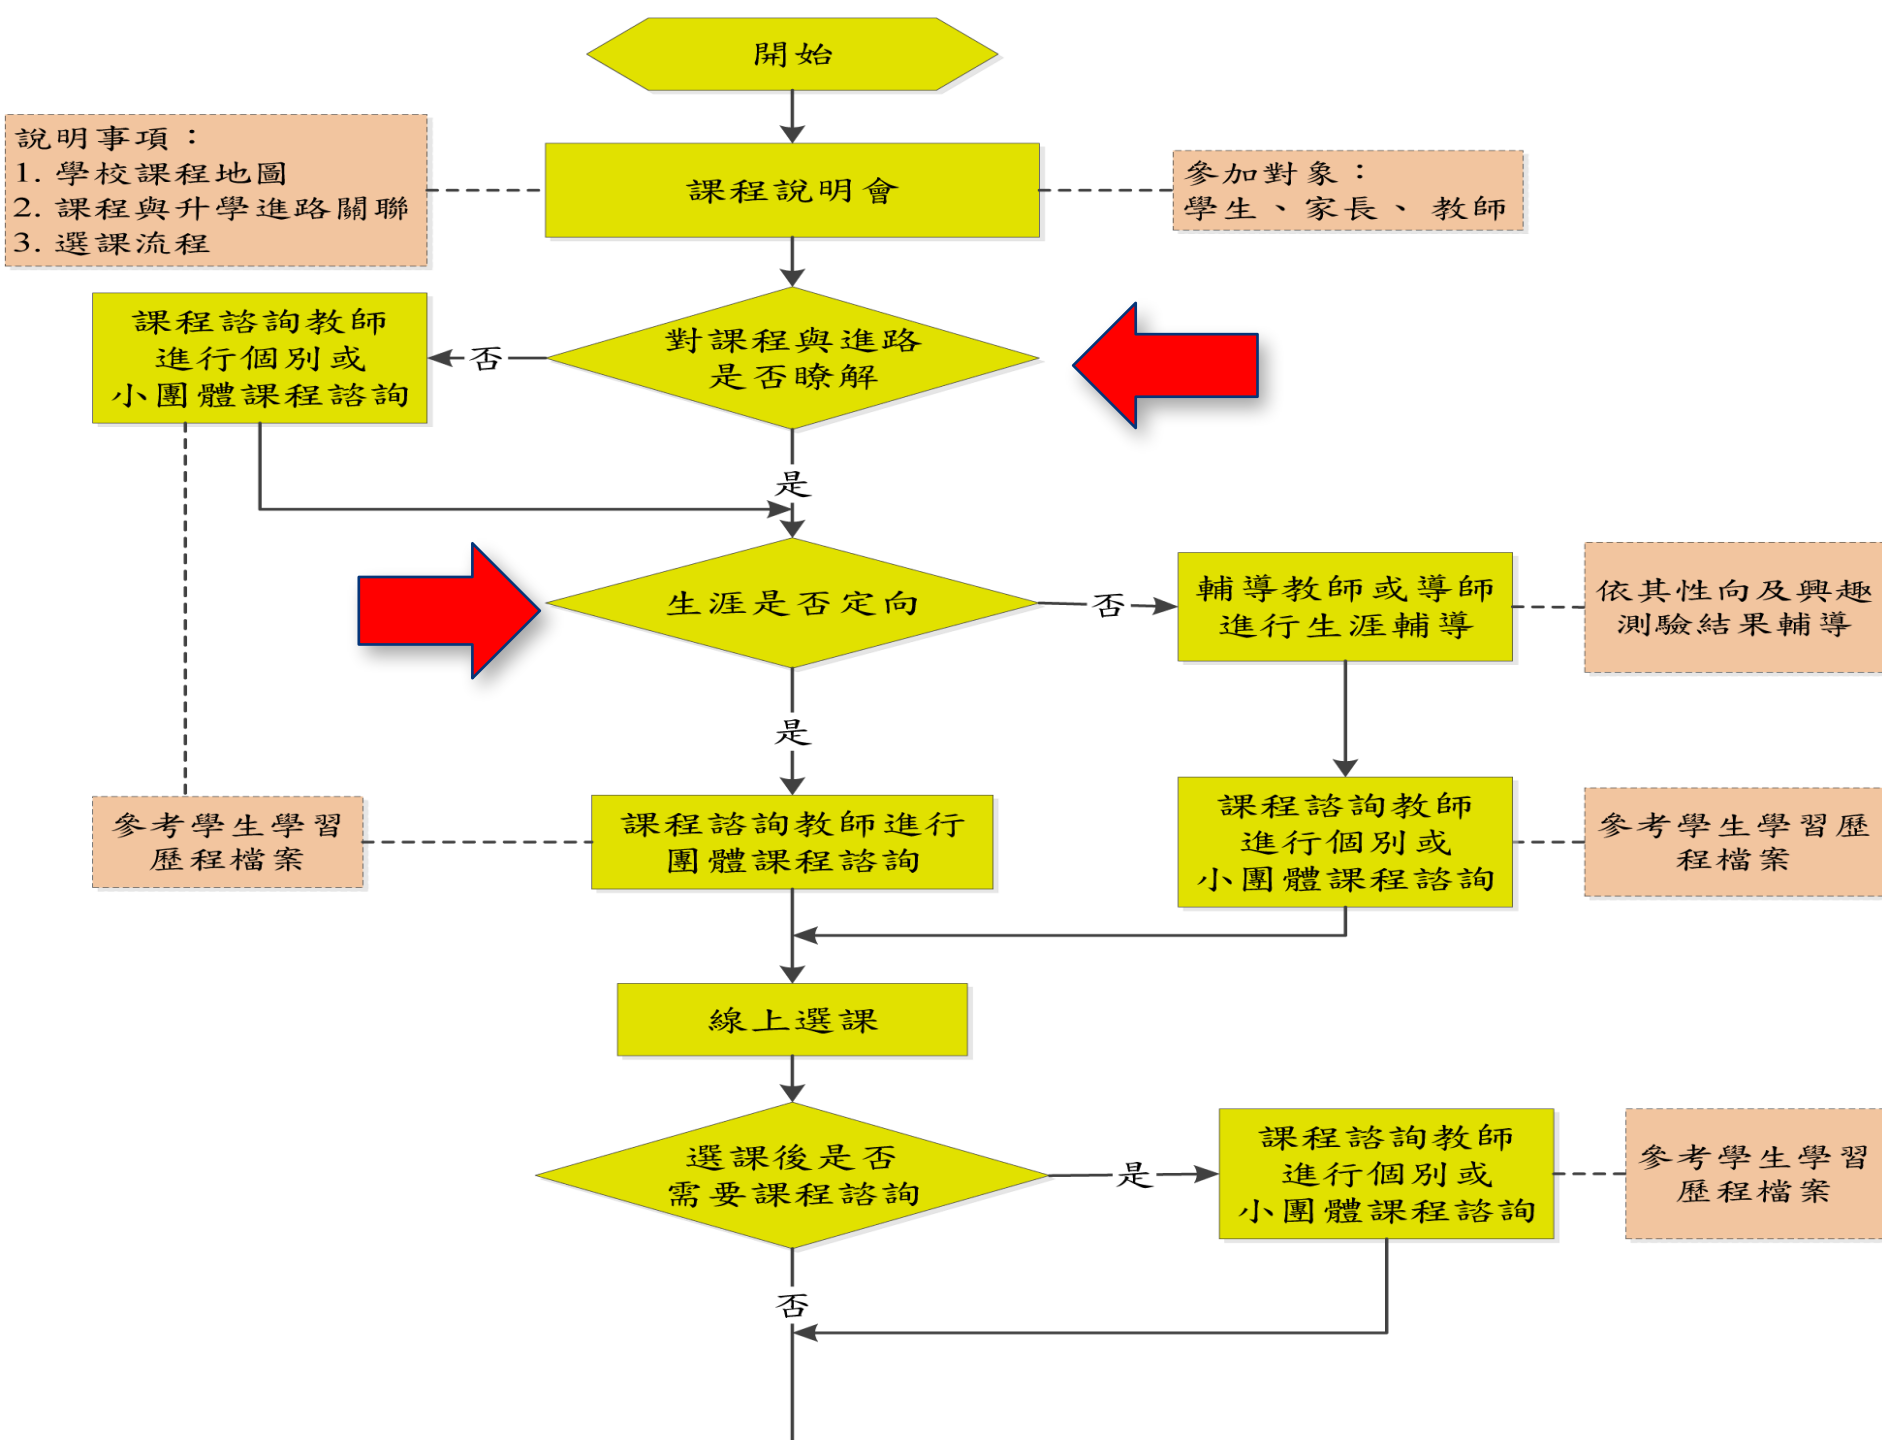 開始
說明事項：
1. 學校課程地圖
2. 課程與升學進路關聯
3. 選課流程
課程說明會
參加對象：
學生、家長、教師
課程諮詢教師
進行個別或
小團體課程諮詢
否
對課程與進路
是否瞭解
是
生涯是否定向
否
輔導教師或導師
進行生涯輔導
依其性向及興趣
測驗結果輔導
是
參考學生學習
歷程檔案
課程諮詢教師進行
團體課程諮詢
課程諮詢教師
進行個別或
小團體課程諮詢
參考學生學習歷
程檔案
線上選課
選課後是否
需要課程諮詢
是
課程諮詢教師
進行個別或
小團體課程諮詢
參考學生學習
歷程檔案
否